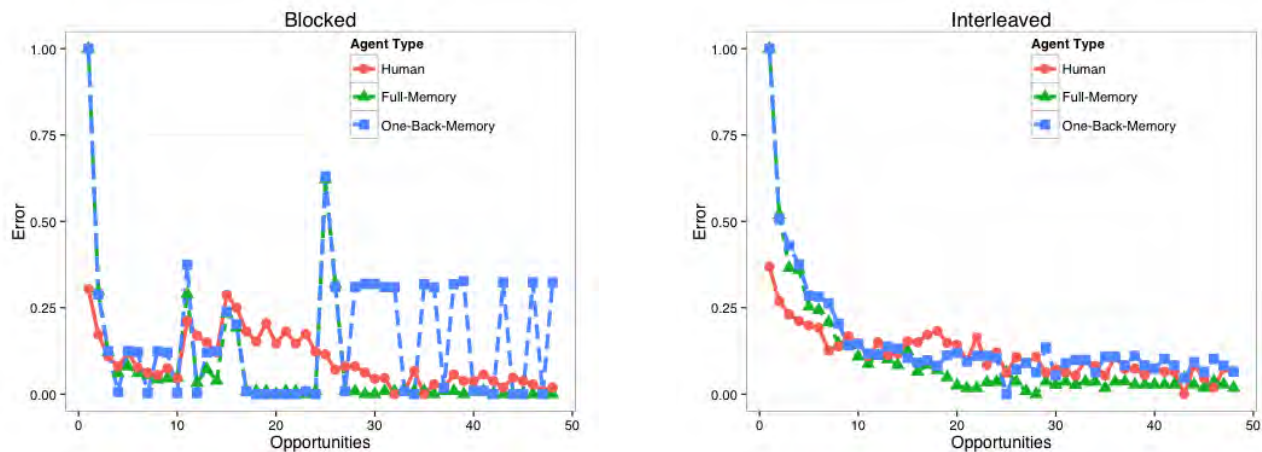 Blocked
Agent Type
Human
Full-Memory
One-Back-Memory
1.00
0.75
0.50
0.25
0.00
Error
0 10 20 30 40 50
Opportunities
Interleaved
Agent Type
Human
Full-Memory
One-Back-Memory
1.00
0.75
0.50
0.25
0.00
Error
0 10 20 30 40 50
Opportunities